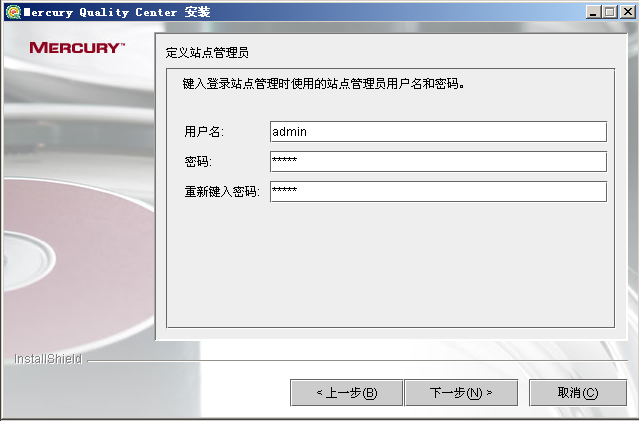 Mercury Quality Center 安装
MERCURY™
定义站点管理员
键入登录站点管理时使用的站点管理员用户名和密码。
用户名: admin
密码: *****
重新键入密码: *****
InstallShield
< 上一步(B) 下一步(N) > 取消(C)